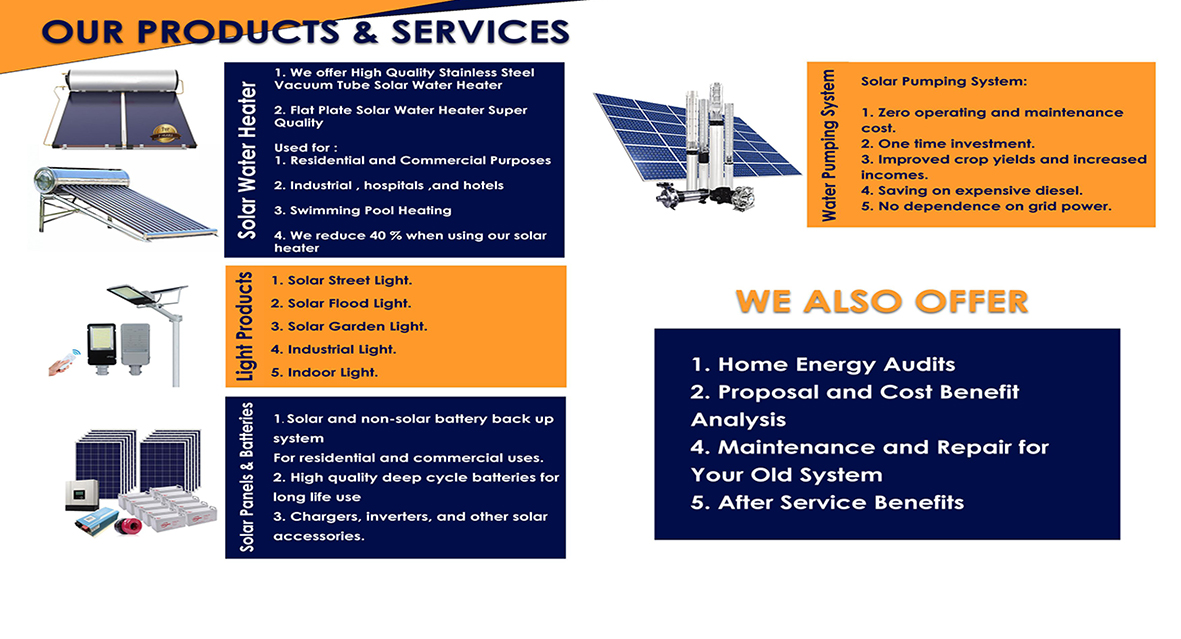 OUR PRODUCTS & SERVICES
Solar Water Heater
1. We offer High Quality Stainless Steel
Vacuum Tube Solar Water Heater
2. Flat Plate Solar Water Heater Super
Quality
Used for :
1. Residential and Commercial Purposes
2. Industrial , hospitals ,and hotels
3. Swimming Pool Heating
4. We reduce 40 % when using our solar
heater
Light Products
1. Solar Street Light.
2. Solar Flood Light.
3. Solar Garden Light.
4. Industrial Light.
5. Indoor Light.
Solar Panels & Batteries
1. Solar and non-solar battery back up
system
For residential and commercial uses.
2. High quality deep cycle batteries for
long life use
3. Chargers, inverters, and other solar
accessories.
Water Pumping System
Solar Pumping System:
1. Zero operating and maintenance
cost.
2. One time investment.
3. Improved crop yields and increased
incomes.
4. Saving on expensive diesel.
5. No dependence on grid power.
WE ALSO OFFER
1. Home Energy Audits
2. Proposal and Cost Benefit
Analysis
4. Maintenance and Repair for
Your Old System
5. After Service Benefits